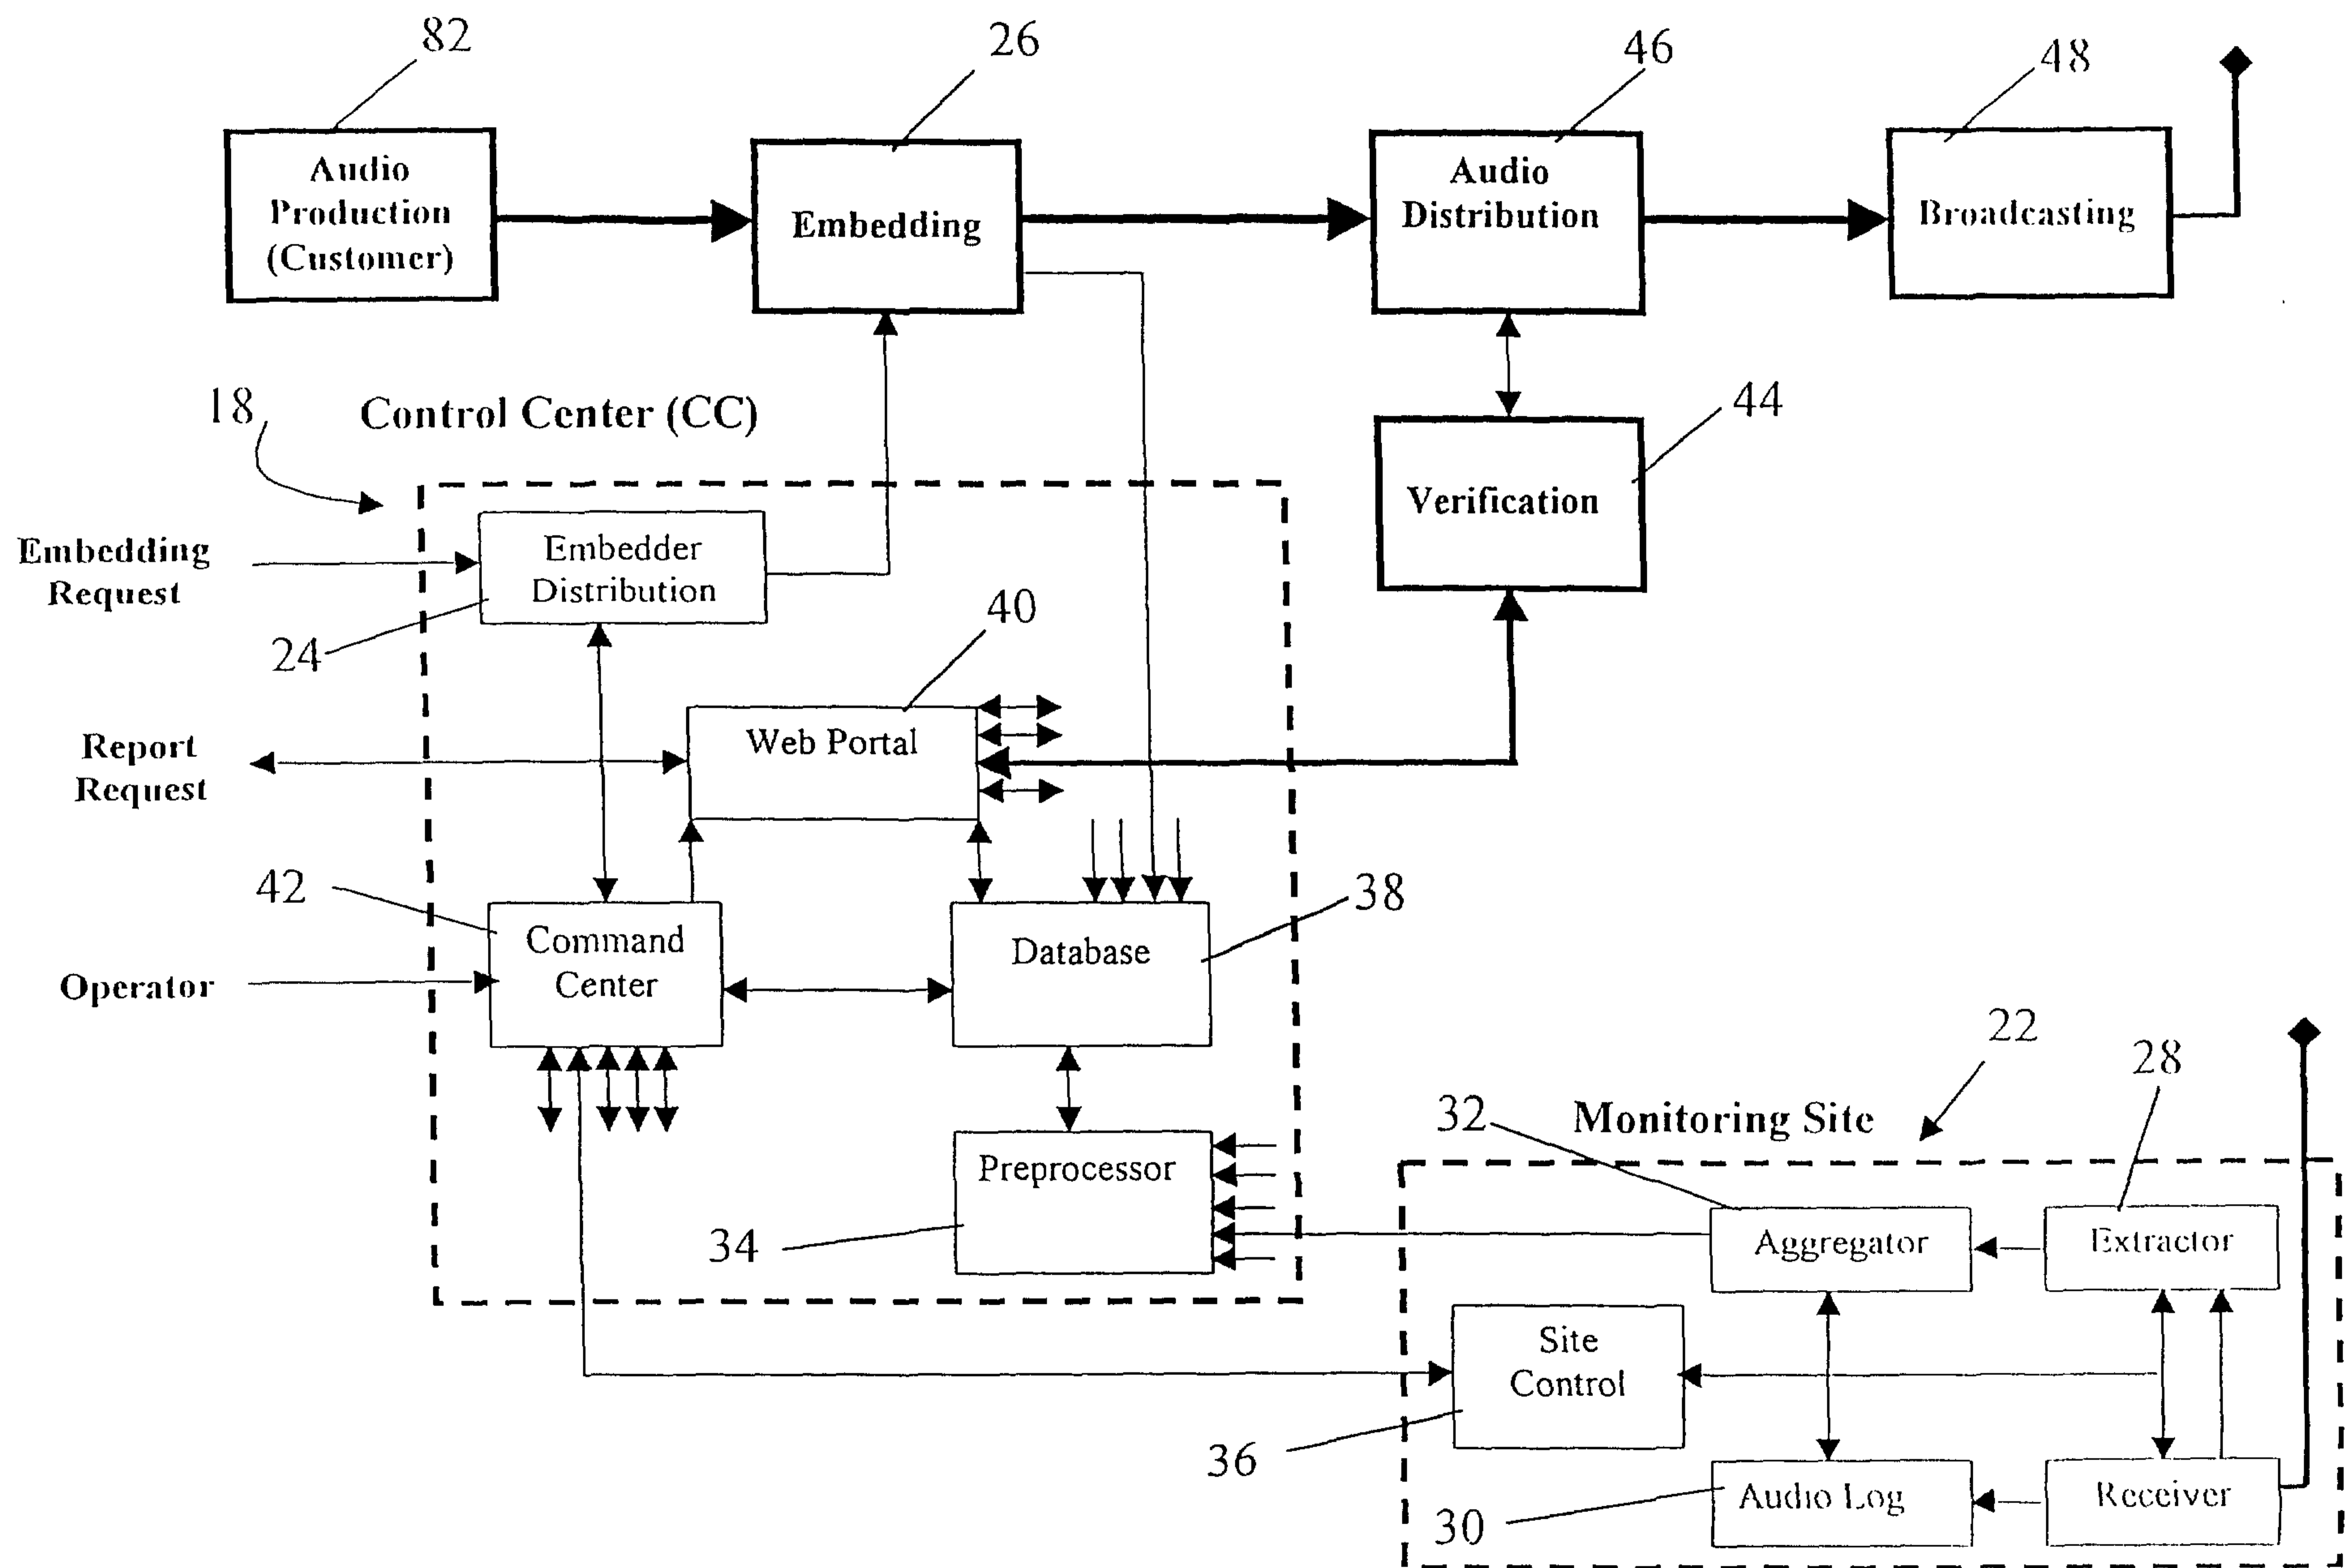 82
26
46
48
Audio
Production
(Customer)
Embedding
Audio
Distribution
Broadcasting
18
Control Center (CC)
44
Verification
Embedding
Request
Embedder
Distribution
24
40
Report
Request
Web Portal
42
38
Command
Center
Database
Operator
22
28
32
Monitoring Site
Preprocessor
34
Aggregator
Extractor
Site
Control
36
30
Audio Log
Receiver